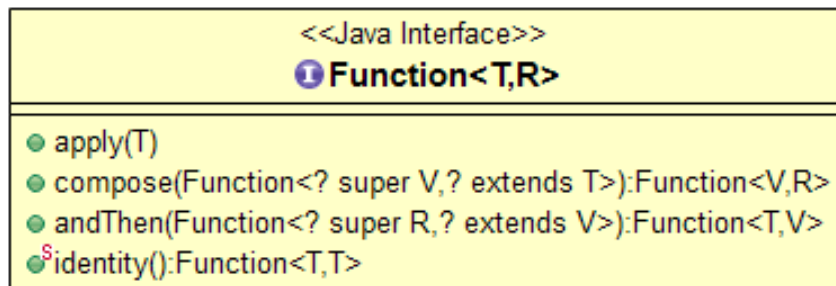 <<Java Interface>>
I Function<T,R>
apply(T)
compose(Function<? super V,? extends T>):Function<V,R>
andThen(Function<? super R,? extends V>):Function<T,V>
S identity():Function<T,T>